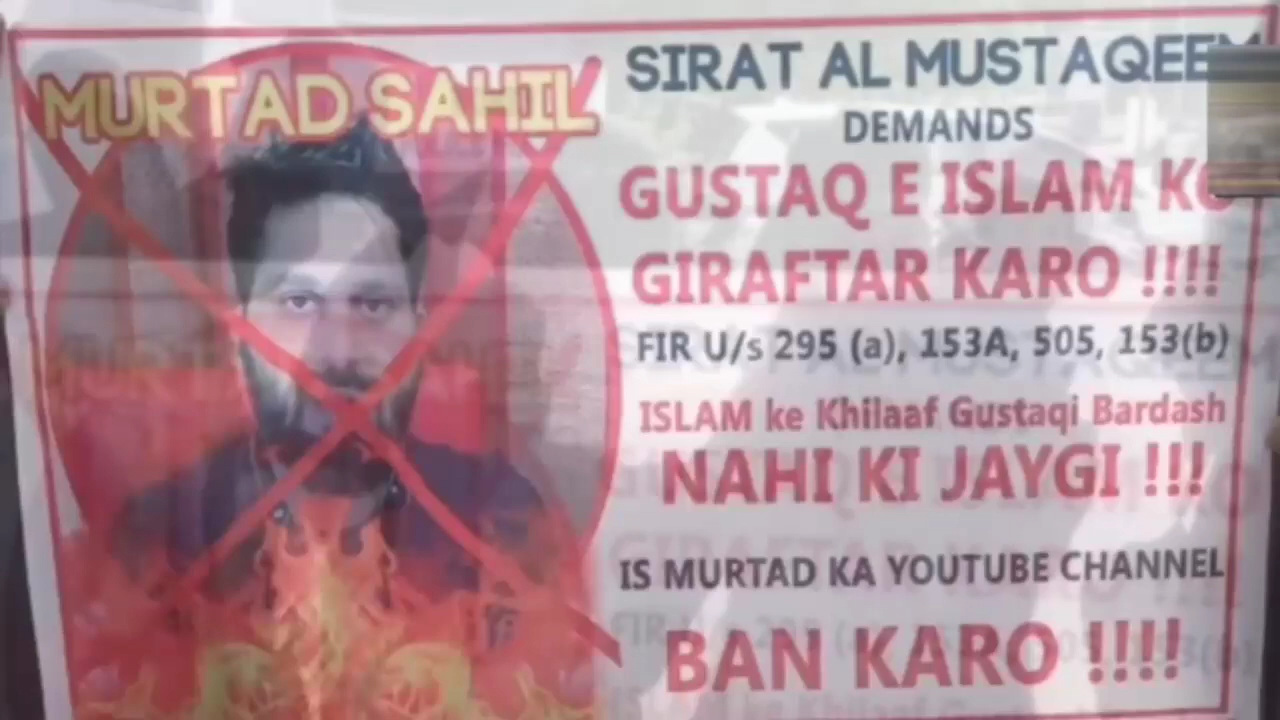 MURTAD SAHIL
SIRAT AL MUSTAQEEM
DEMANDS
GUSTAQ E ISLAM KO
GIRAFTAR KARO !!!!
FIR U/s 295 (a), 153A, 505, 153(b)
ISLAM ke Khilaaf Gustaqi Bardash
NAHI KI JAYGI !!!
IS MURTAD KA YOUTUBE CHANNEL
BAN KARO !!!!